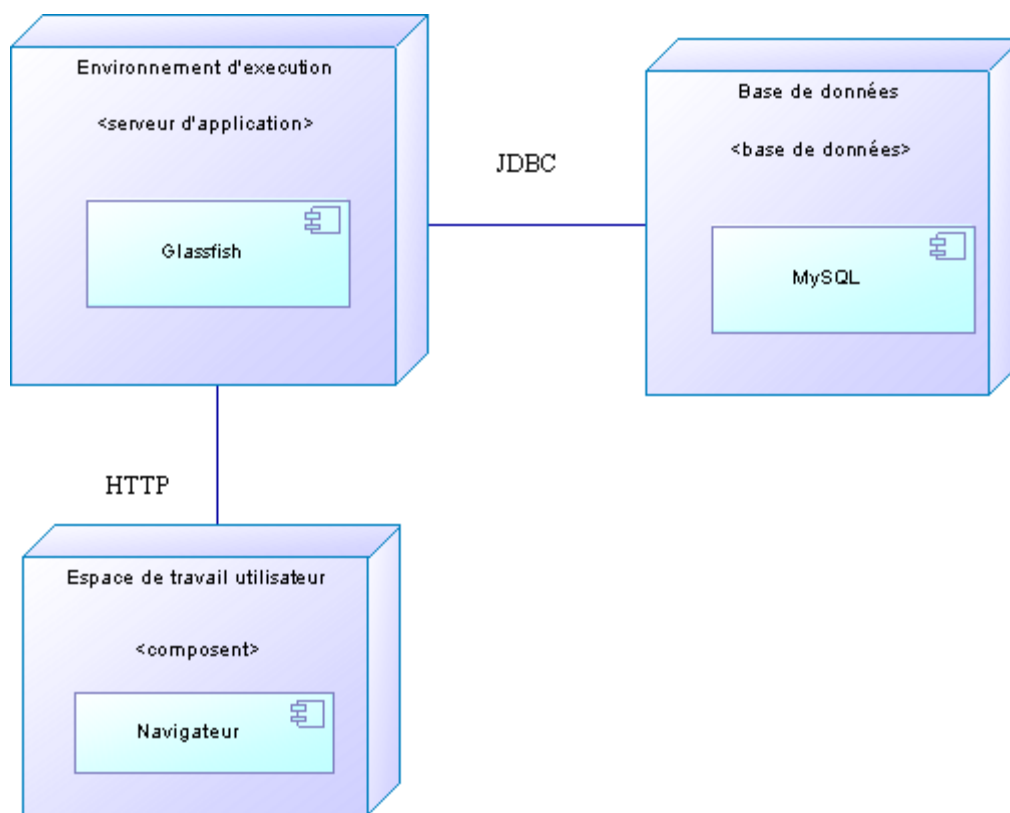 Environnement d'execution
<serveur d'application>
Glassfish
JDBC
Base de données
<base de données>
MySQL
HTTP
Espace de travail utilisateur
<composent>
Navigateur